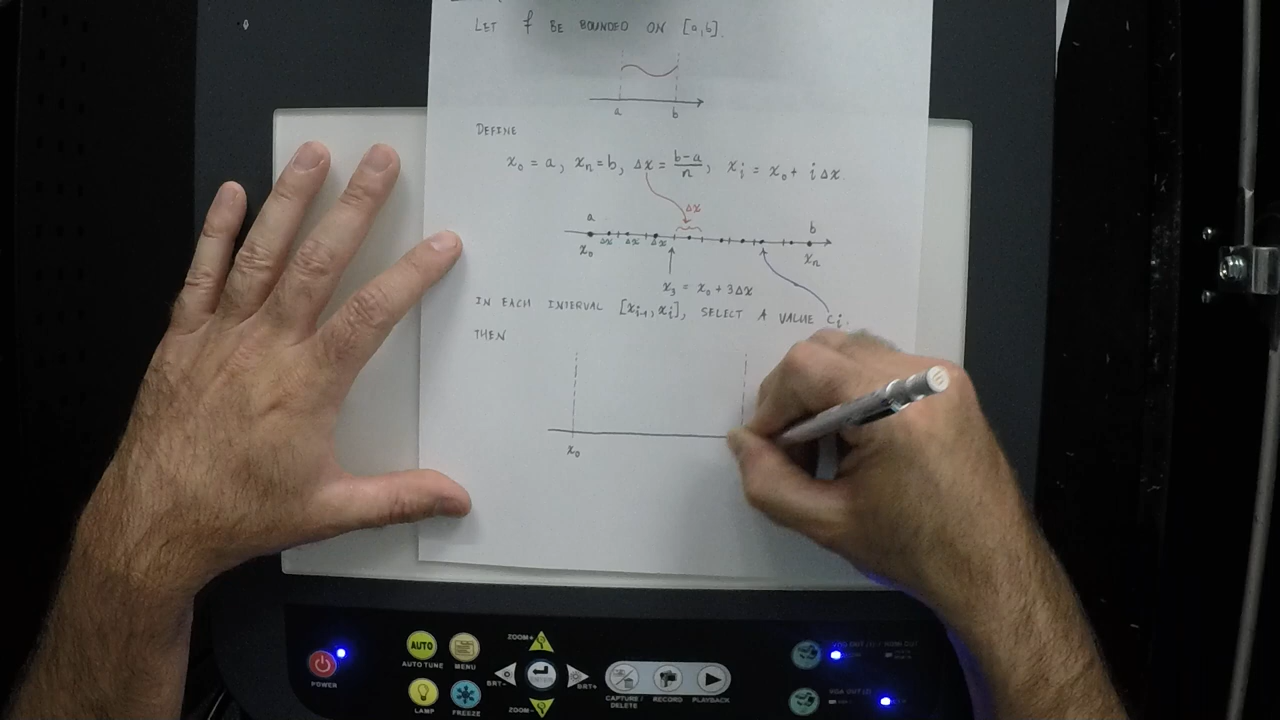 LET f BE BOUNDED ON [a,b].
a b
DEFINE
x₀ = a, xₙ = b, Δx = (b-a)/n, xᵢ = x₀ + i Δx.
Δx
a b
x₀ Δx Δx Δx xₙ
x₃ = x₀ + 3Δx
IN EACH INTERVAL [xᵢ₋₁, xᵢ], SELECT A VALUE cᵢ.
THEN
x₀
AUTO
POWER AUTO TUNE MENU ZOOM+ BRT- BRT+ CAPTURE/DELETE RECORD PLAYBACK
LAMP FREEZE ZOOM-